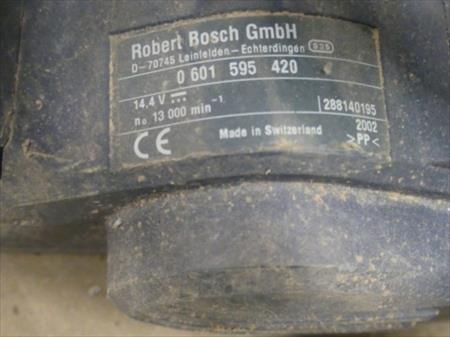 Robert Bosch GmbH
D-70745 Leinfelden-Echterdingen
0 601 595 420
14,4 V
n₀ 13 000 min⁻¹
288140195
2002
CE
Made in Switzerland
>PP<